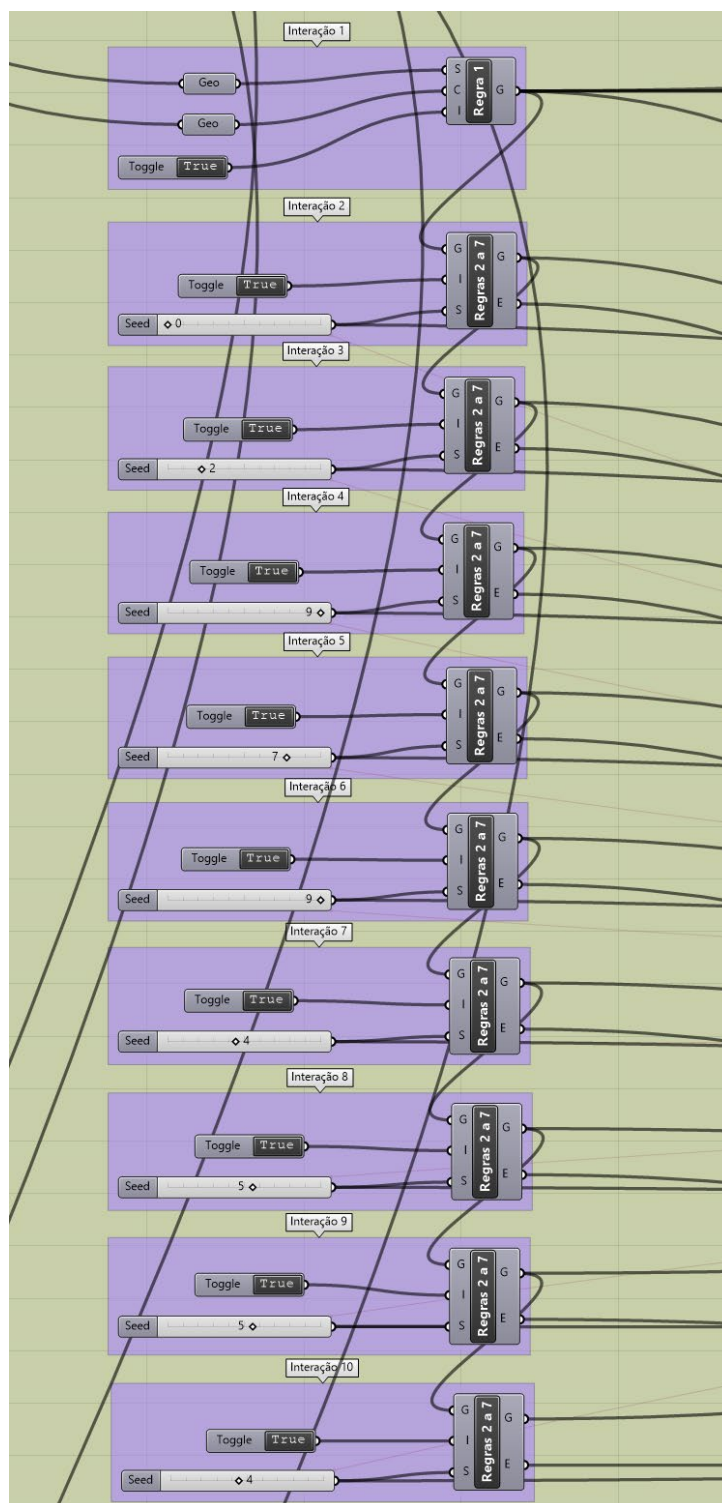 Interação 1
Geo
Geo
Toggle True
S C I Regra 1 G
Interação 2
Toggle True
Seed 0
G I S Regras 2 a 7 G E
Interação 3
Toggle True
Seed 2
G I S Regras 2 a 7 G E
Interação 4
Toggle True
Seed 9
G I S Regras 2 a 7 G E
Interação 5
Toggle True
Seed 7
G I S Regras 2 a 7 G E
Interação 6
Toggle True
Seed 9
G I S Regras 2 a 7 G E
Interação 7
Toggle True
Seed 4
G I S Regras 2 a 7 G E
Interação 8
Toggle True
Seed 5
G I S Regras 2 a 7 G E
Interação 9
Toggle True
Seed 5
G I S Regras 2 a 7 G E
Interação 10
Toggle True
Seed 4
G I S Regras 2 a 7 G E